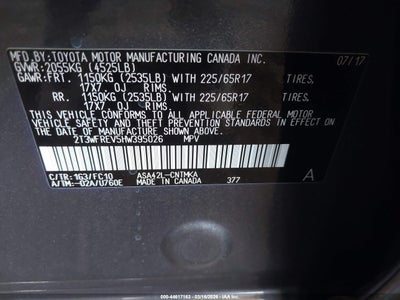 MFD.BY:TOYOTA MOTOR MANUFACTURING CANADA INC. 07/17
GVWR:2055KG (4525LB)
GAWR:FRT. 1150KG (2535LB) WITH 225/65R17 TIRES,
17X7.0J RIMS.
RR. 1150KG (2535LB) WITH 225/65R17 TIRES,
17X7.0J RIMS.
THIS VEHICLE CONFORMS TO ALL APPLICABLE FEDERAL MOTOR
VEHICLE SAFETY AND
THEFT PREVENTION STANDARDS IN EFFECT ON
THE DATE OF MANUFACTURE SHOWN ABOVE.
2T3WFREV5HW395026 MPV
C/TR:1G3/FC10 ASA42L-CNTMKA
A/TM:-02A/U760E MADE IN CANADA 377 A